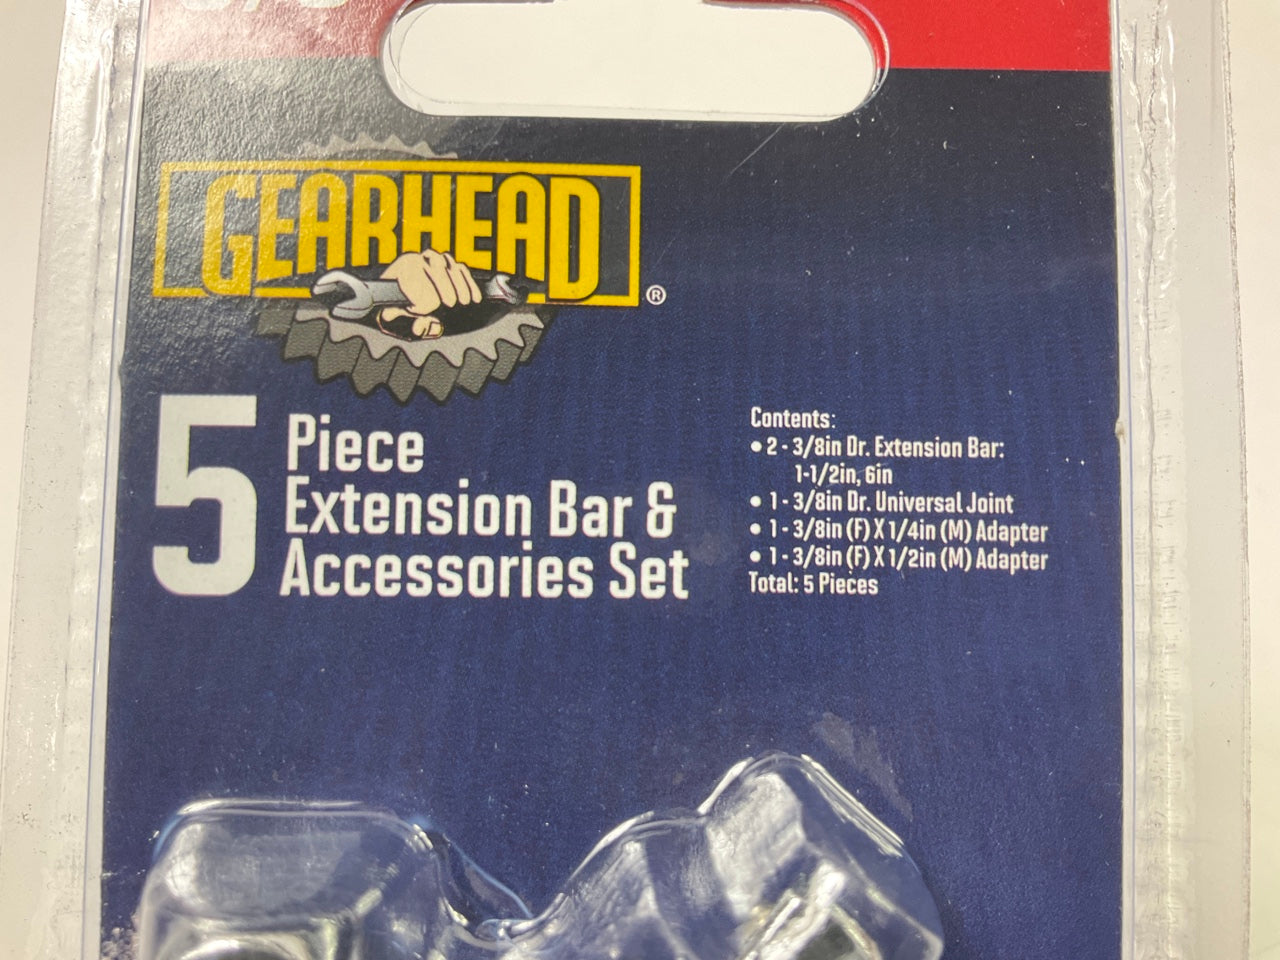 GEARHEAD
®
5 Piece
Extension Bar &
Accessories Set
Contents:
• 2 - 3/8in Dr. Extension Bar:
1-1/2in, 6in
• 1 - 3/8in Dr. Universal Joint
• 1 - 3/8in (F) X 1/4in (M) Adapter
• 1 - 3/8in (F) X 1/2in (M) Adapter
Total: 5 Pieces